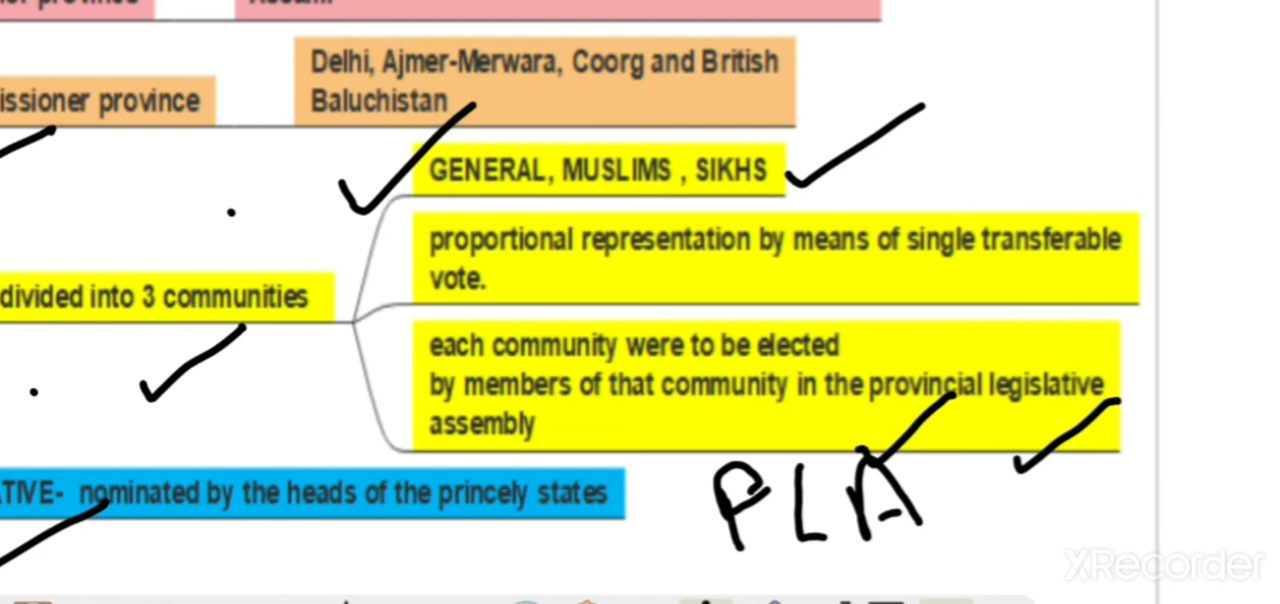 province
Delhi, Ajmer-Merwara, Coorg and British
Baluchistan
issioner province
GENERAL, MUSLIMS , SIKHS
proportional representation by means of single transferable
vote.
divided into 3 communities
each community were to be elected
by members of that community in the provincial legislative
assembly
ATIVE- nominated by the heads of the princely states
PLA
XRecorder